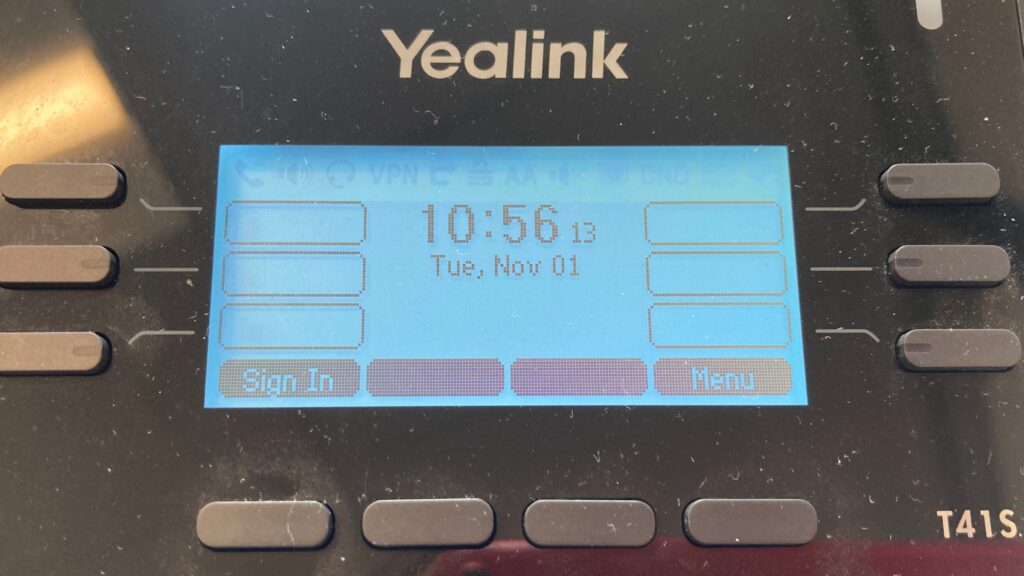 Yealink
VPN AA DND
10:56 13
Tue, Nov 01
Sign In Menu
T41S